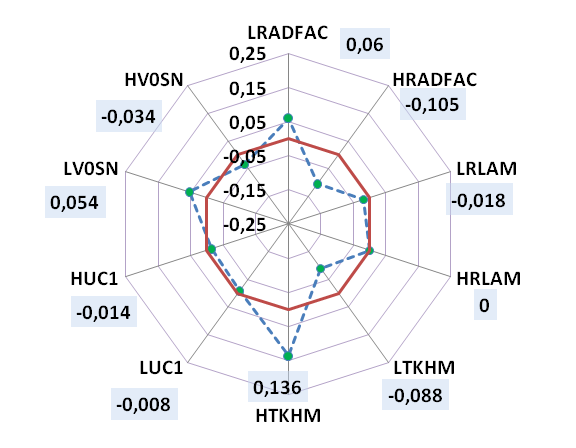 LRADFAC
0,06
0,25
HV0SN
HRADFAC
0,15
-0,034
-0,105
0,05
LV0SN
-0,05
LRLAM
0,054
-0,15
-0,018
-0,25
HUC1
HRLAM
-0,014
0
LUC1
LTKHM
0,136
-0,088
-0,008
HTKHM